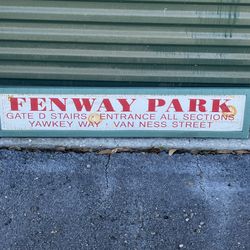 FENWAY PARK
GATE D STAIRS · ENTRANCE ALL SECTIONS
YAWKEY WAY · VAN NESS STREET